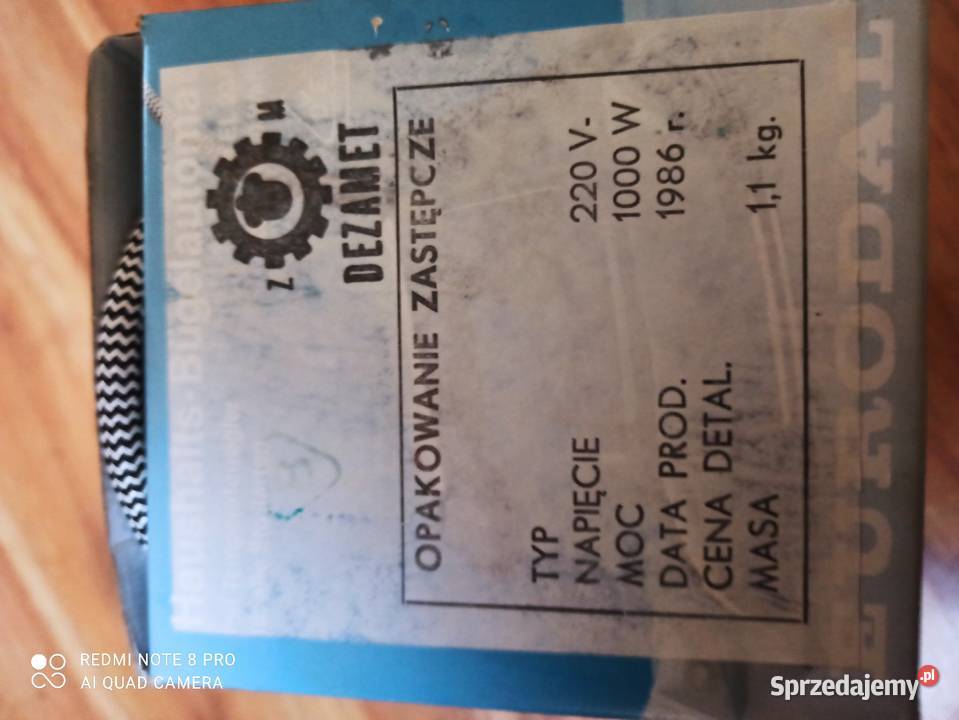 Z M
DEZAMET
OPAKOWANIE ZASTĘPCZE
TYP
NAPIĘCIE 220 V-
MOC 1000 W
DATA PROD. 1986 r.
CENA DETAL.
MASA 1,1 kg.
REDMI NOTE 8 PRO
AI QUAD CAMERA
Sprzedajemy.pl